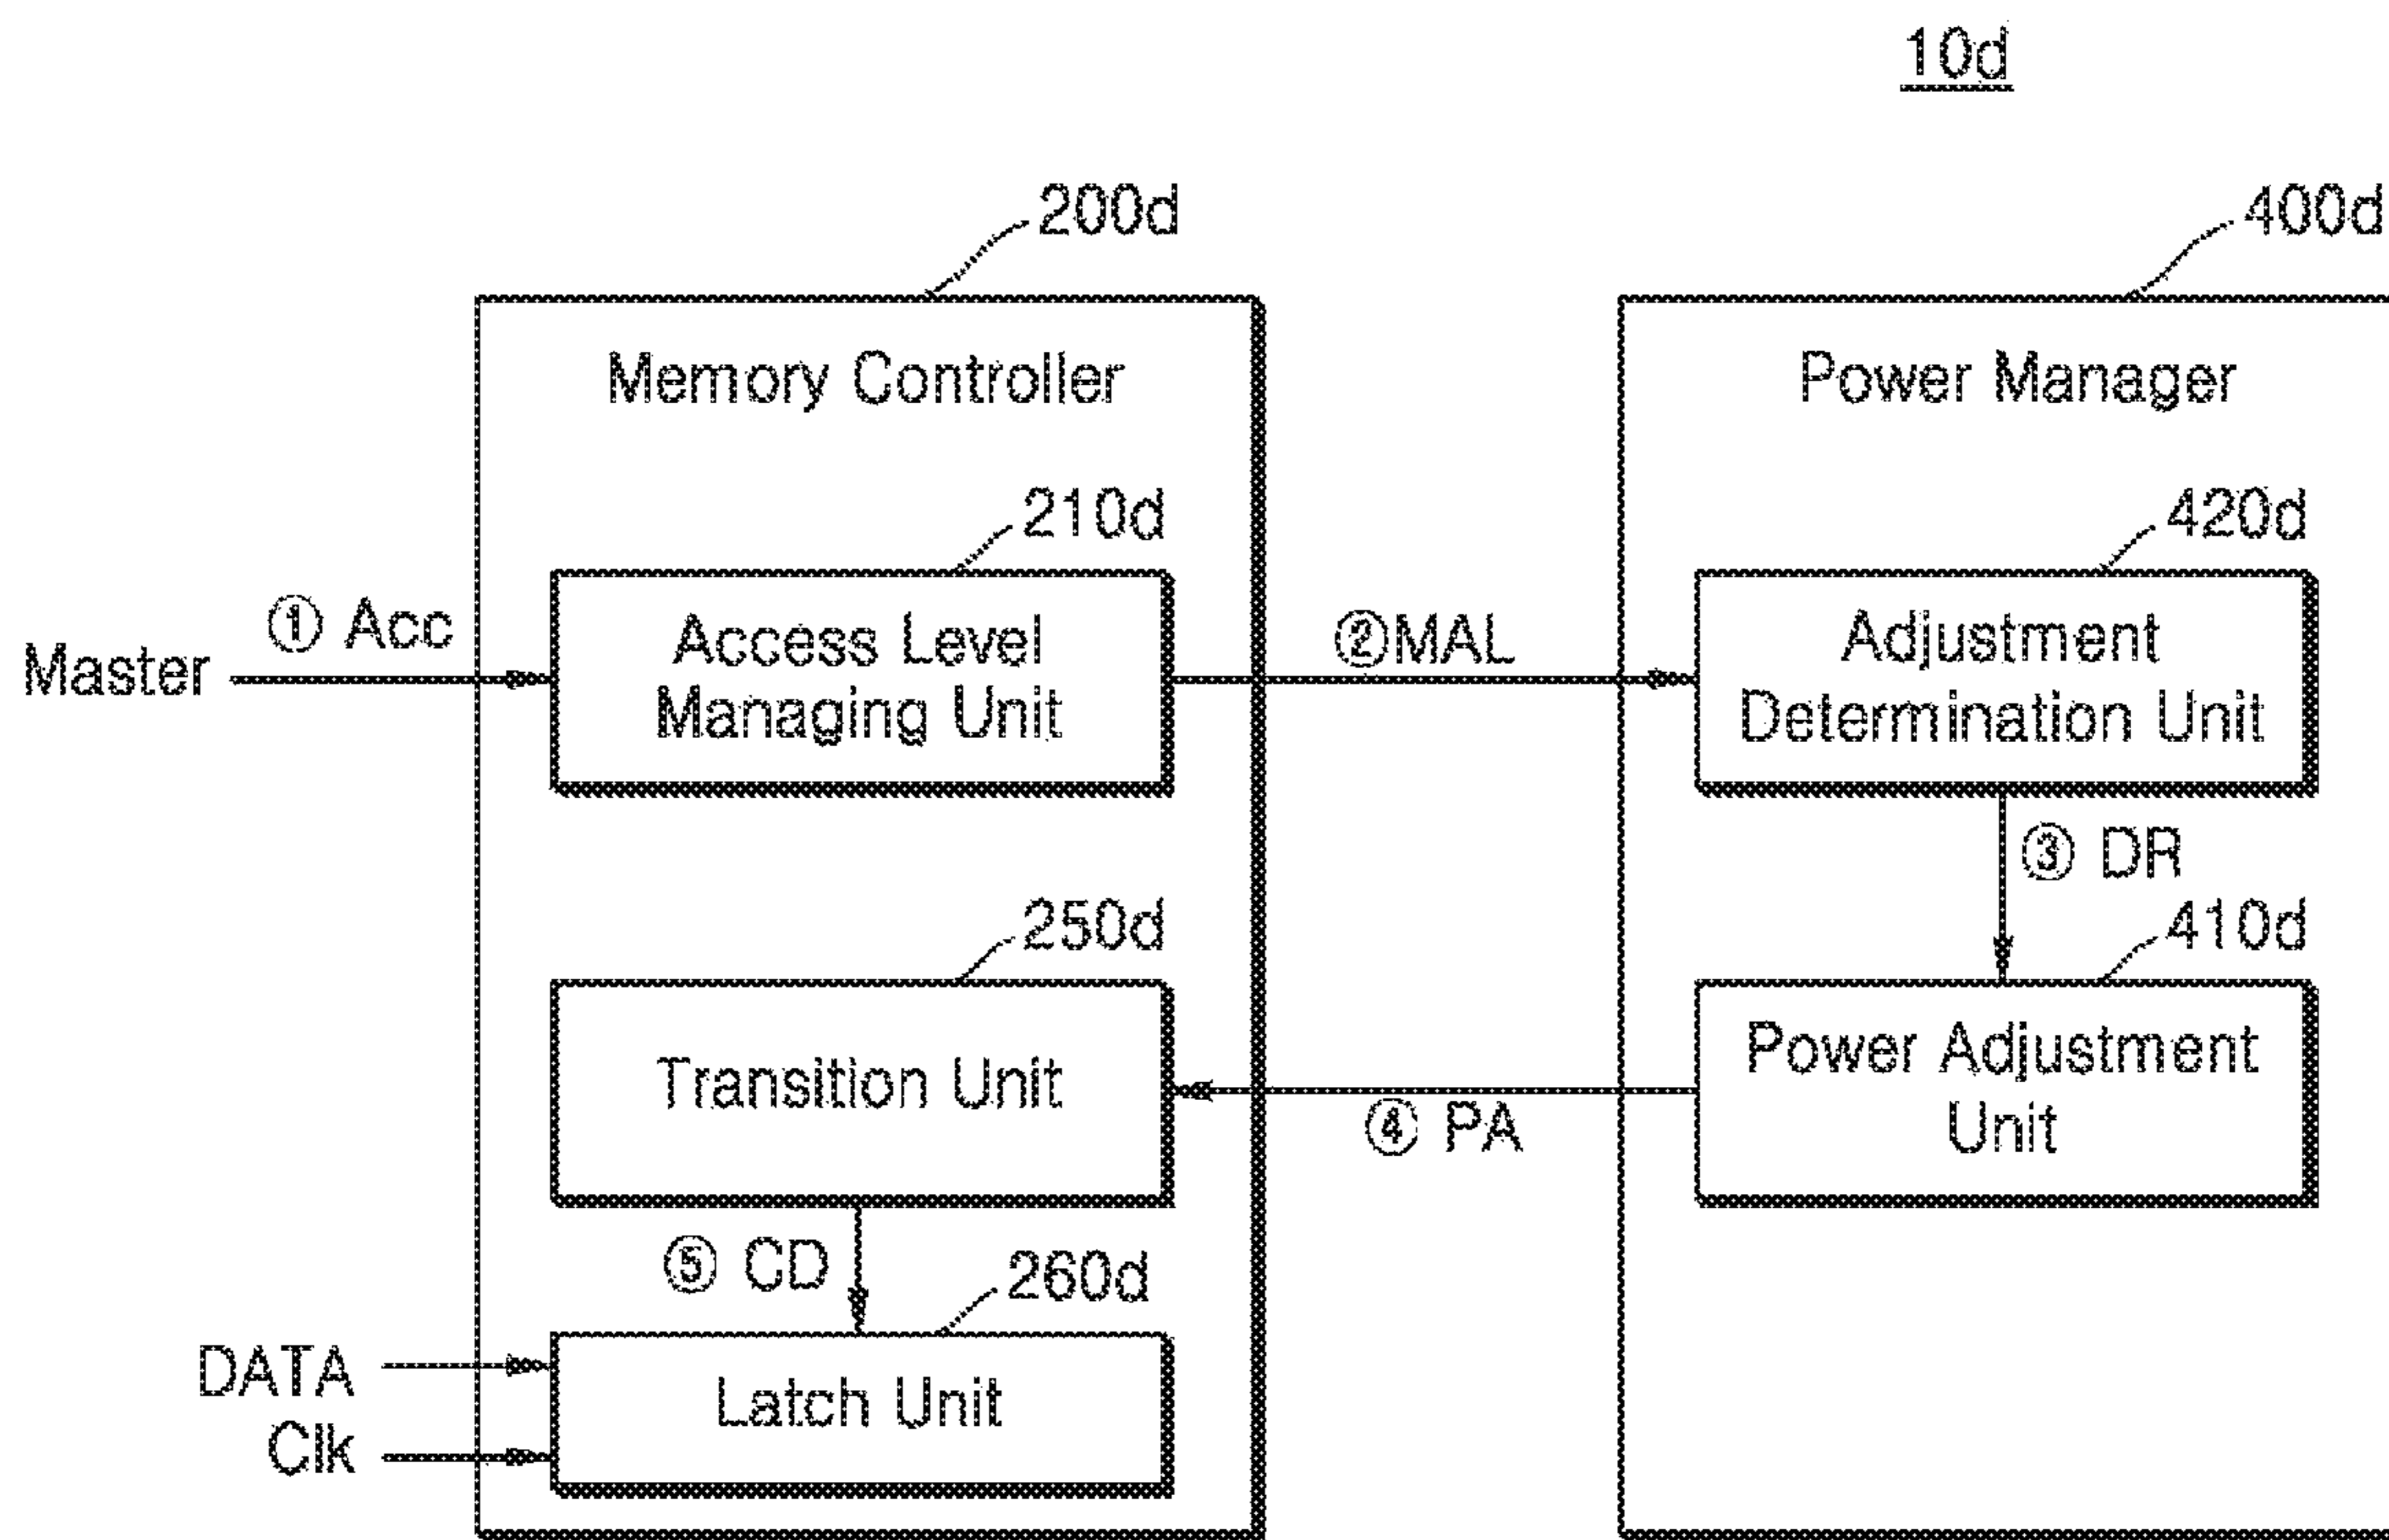 10d
200d
400d
Memory Controller
Power Manager
210d
420d
Master
① Acc
Access Level
Managing Unit
②MAL
Adjustment
Determination Unit
③ DR
250d
410d
Transition Unit
④ PA
Power Adjustment
Unit
⑤ CD
260d
DATA
Clk
Latch Unit